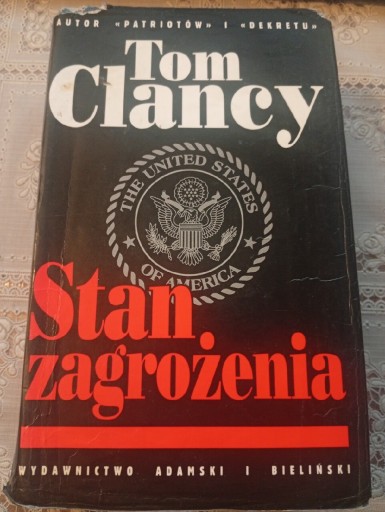 AUTOR «PATRIOTÓW» I «DEKRETU»
Tom
Clancy
THE UNITED STATES
OF AMERICA
Stan
zagrożenia
WYDAWNICTWO ADAMSKI I BIELIŃSKI